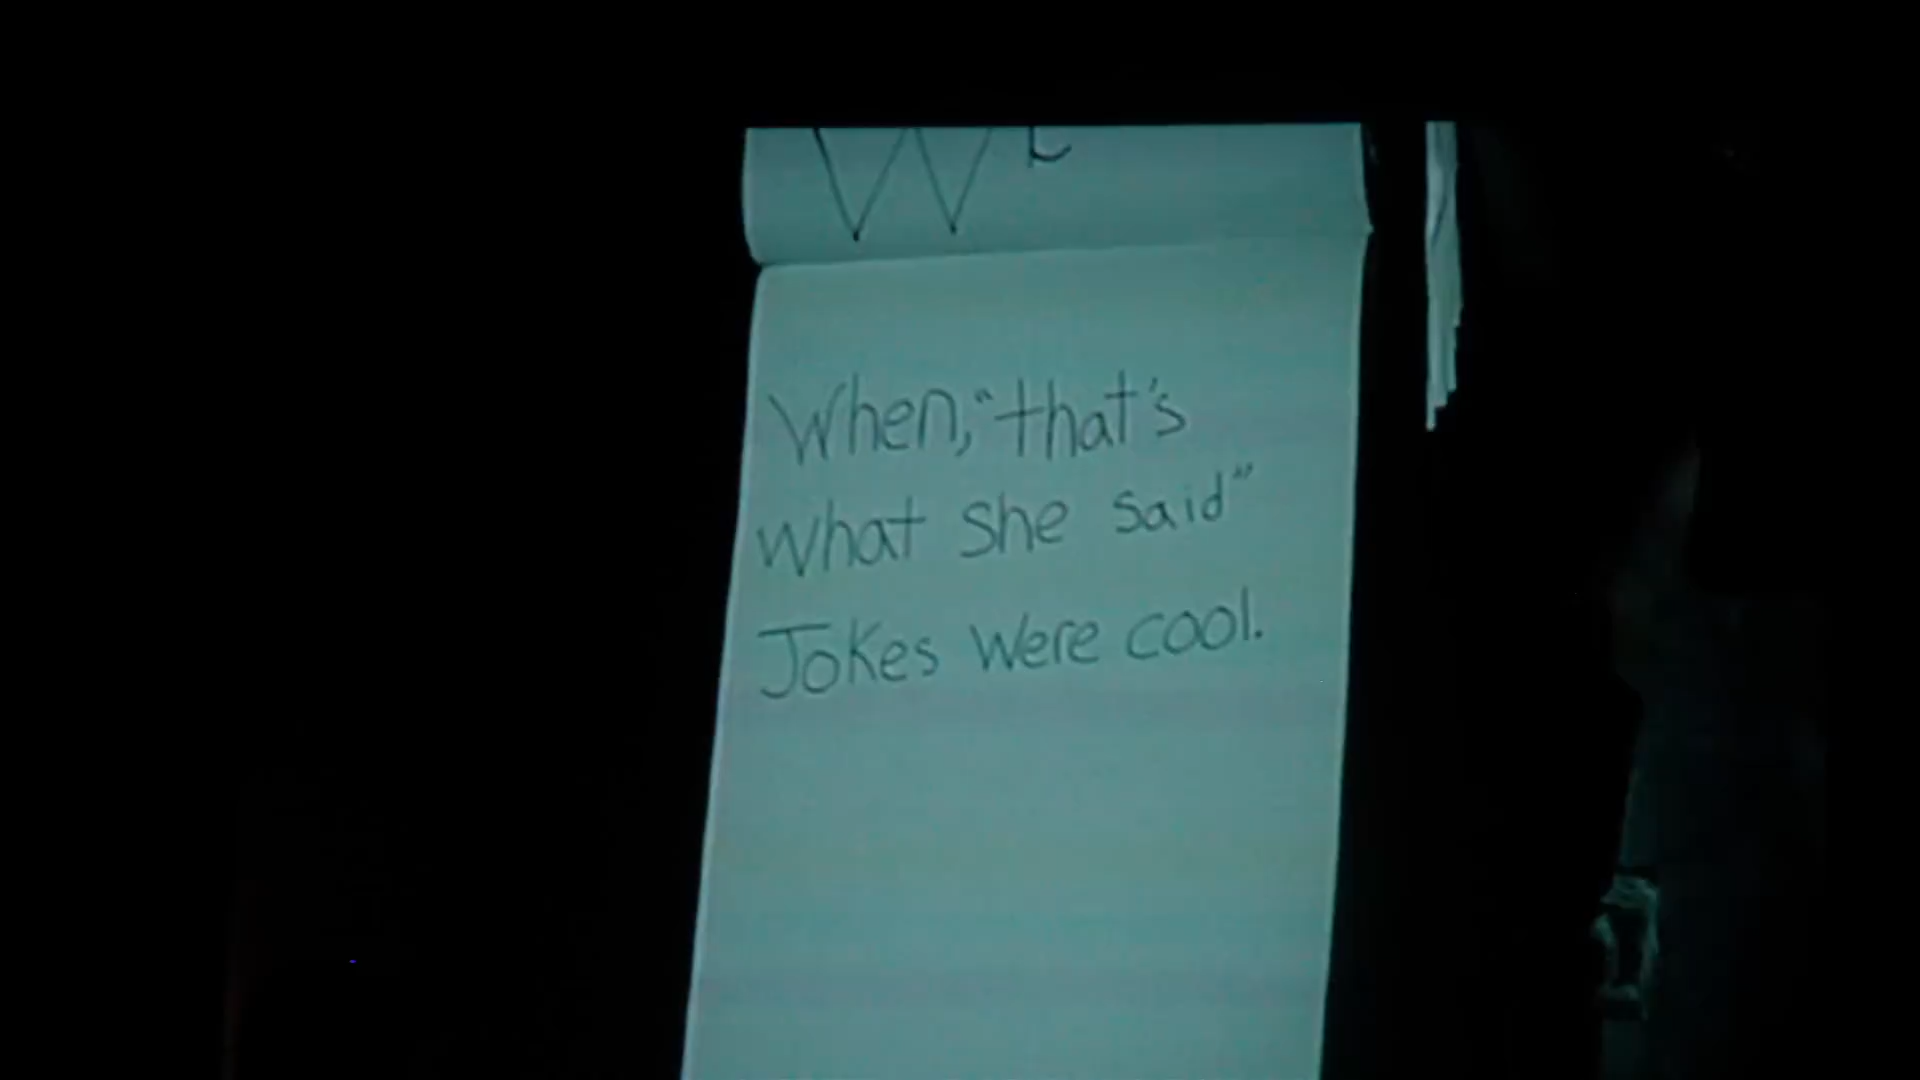 When, "that's
what she said"
Jokes were cool.